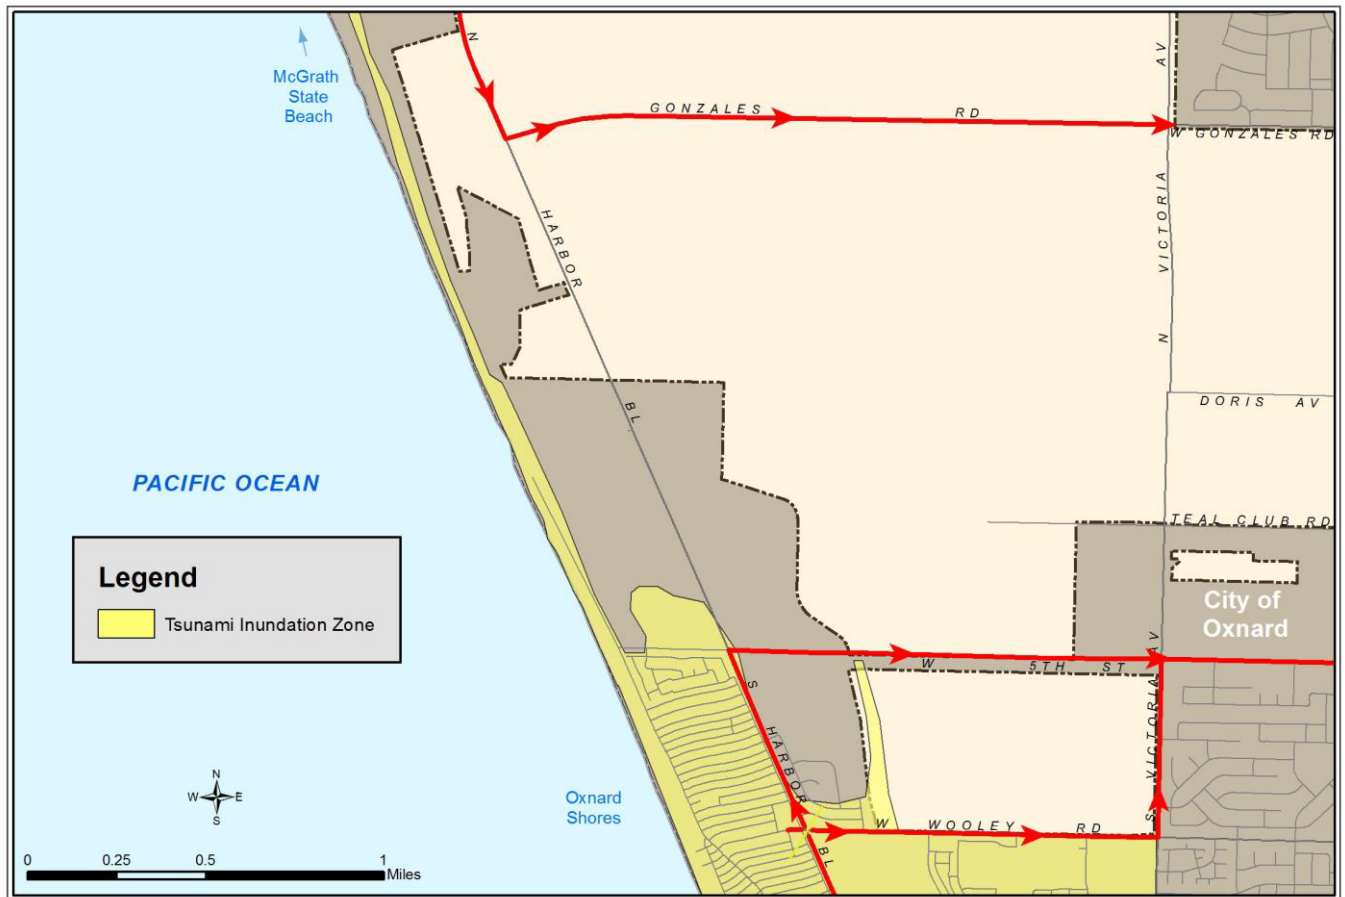 McGrath
State
Beach
N
GONZALES RD
AV
W GONZALES RD
HARBOR
VICTORIA
N
BL
DORIS AV
PACIFIC OCEAN
TEAL CLUB RD
Legend
Tsunami Inundation Zone
City of
Oxnard
AV
W 5TH ST
S
HARBOR
VICTORIA
S
BL
W WOOLEY RD
Oxnard
Shores
N
W E
S
0 0.25 0.5 1
Miles